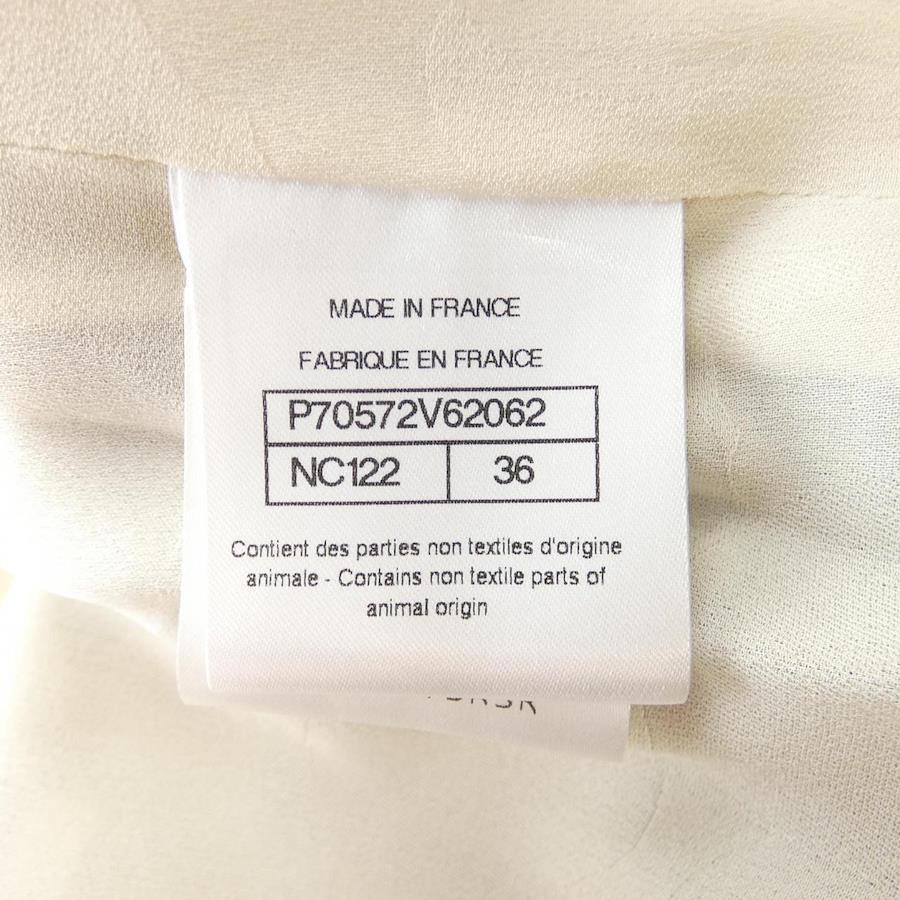 MADE IN FRANCE
FABRIQUE EN FRANCE
P70572V62062
NC122 36
Contient des parties non textiles d'origine
animale - Contains non textile parts of
animal origin